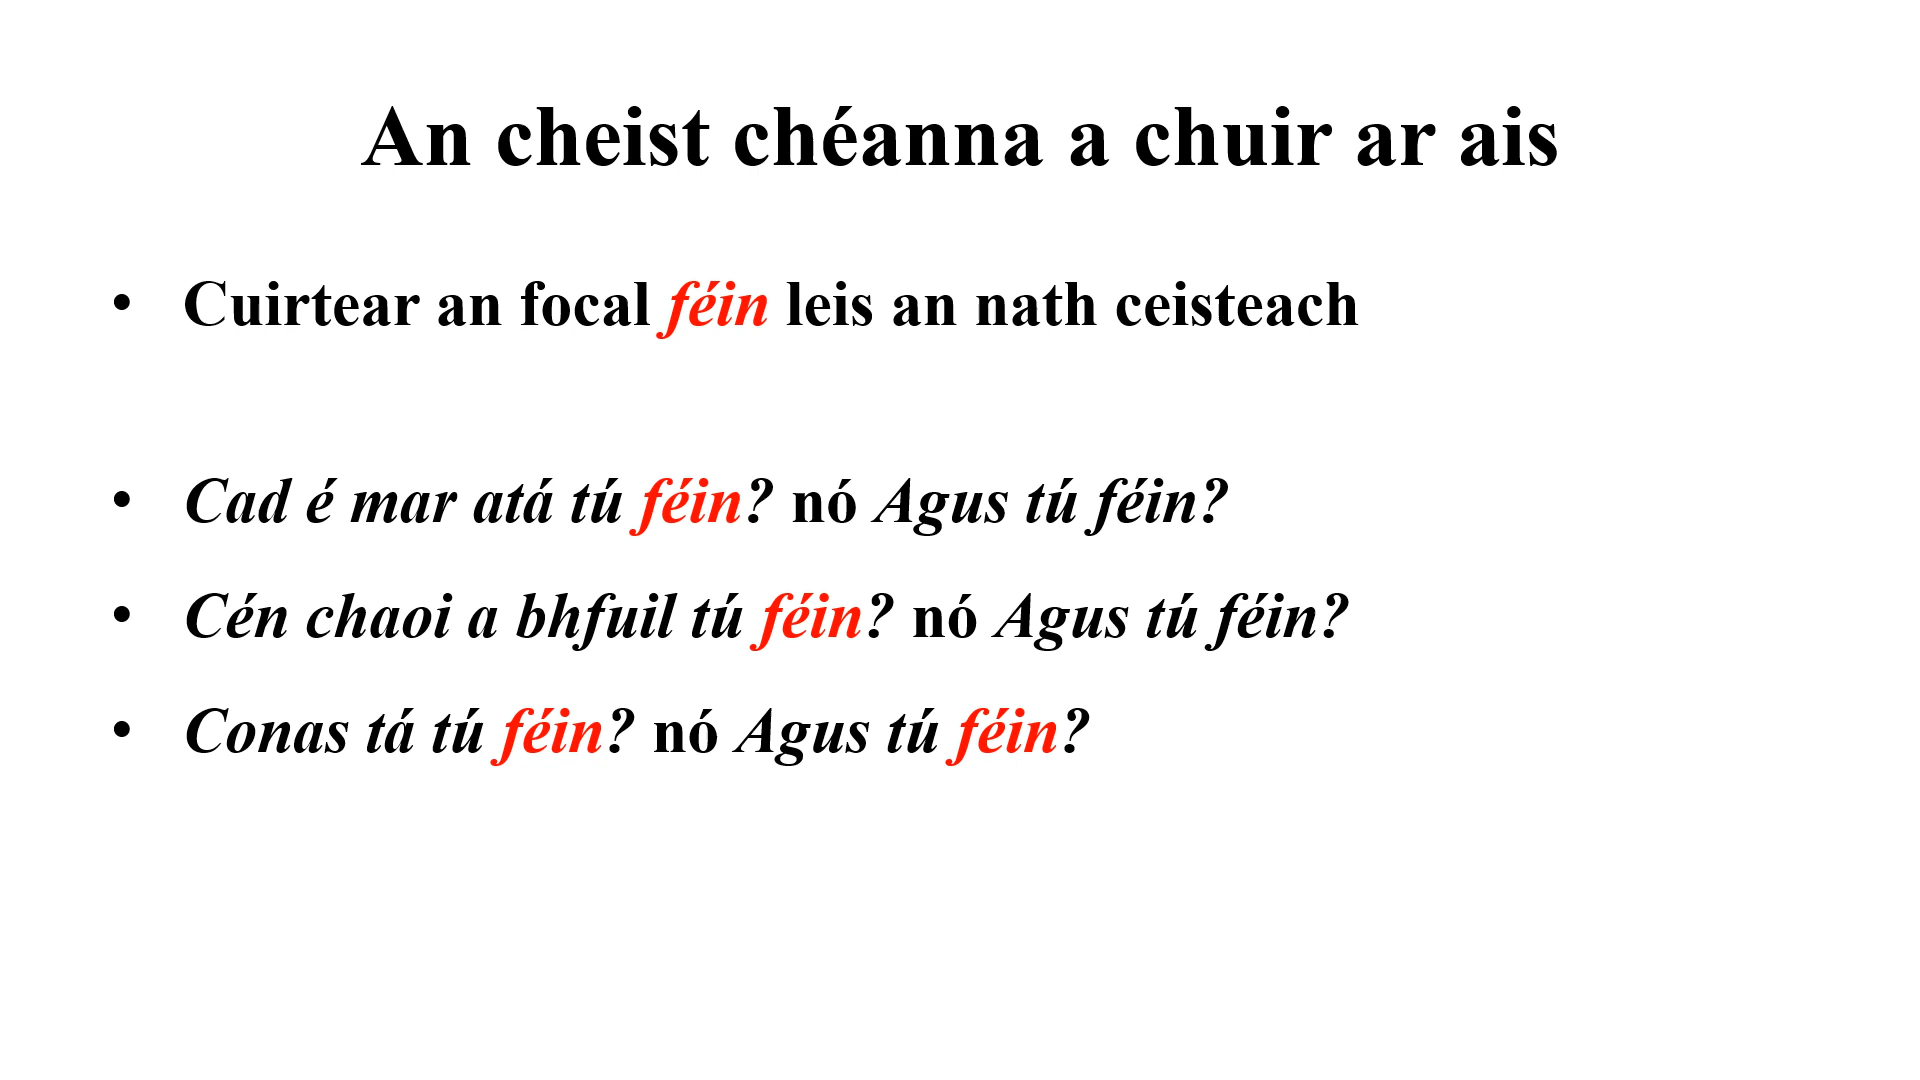 An cheist chéanna a chuir ar ais
• Cuirtear an focal féin leis an nath ceisteach
• Cad é mar atá tú féin? nó Agus tú féin?
• Cén chaoi a bhfuil tú féin? nó Agus tú féin?
• Conas tá tú féin? nó Agus tú féin?